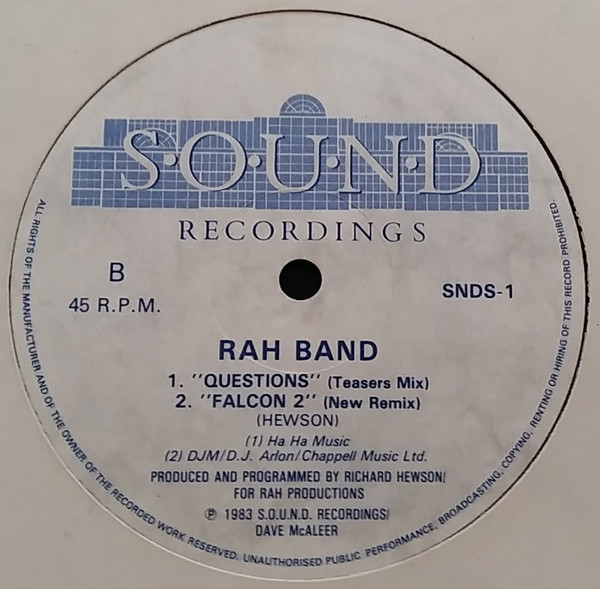 S·O·U·N·D
RECORDINGS
B
45 R.P.M.
SNDS-1
RAH BAND
1. "QUESTIONS" (Teasers Mix)
2. "FALCON 2" (New Remix)
(HEWSON)
(1) Ha Ha Music
(2) DJM/D.J. Arlon/Chappell Music Ltd.
PRODUCED AND PROGRAMMED BY RICHARD HEWSON/
FOR RAH PRODUCTIONS
℗ 1983 S.O.U.N.D. RECORDINGS/
DAVE McALEER
ALL RIGHTS OF THE MANUFACTURER AND OF THE OWNER OF THE RECORDED WORK RESERVED. UNAUTHORISED PUBLIC PERFORMANCE, BROADCASTING, COPYING, RENTING OR HIRING OF THIS RECORD PROHIBITED.